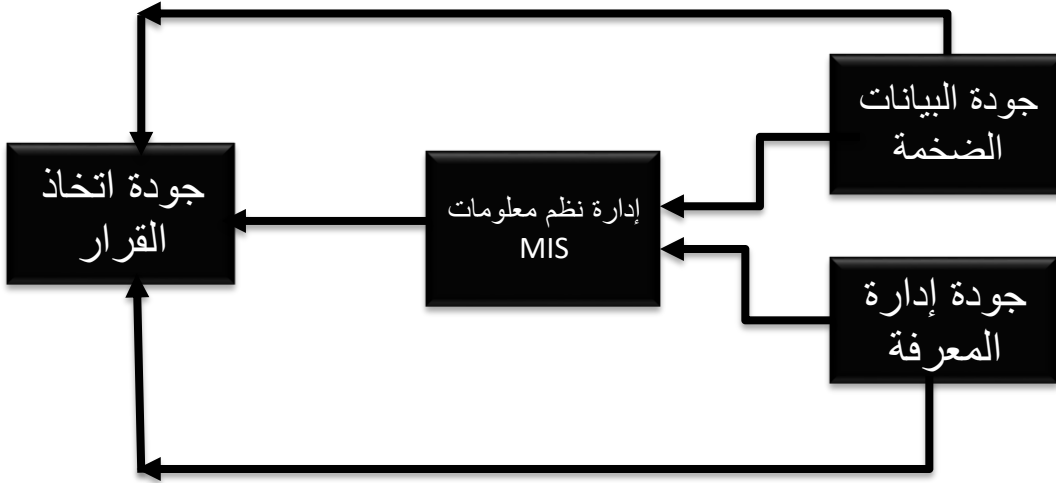 جودة البيانات
الضخمة
جودة اتخاذ
القرار
إدارة نظم معلومات
MIS
جودة إدارة
المعرفة